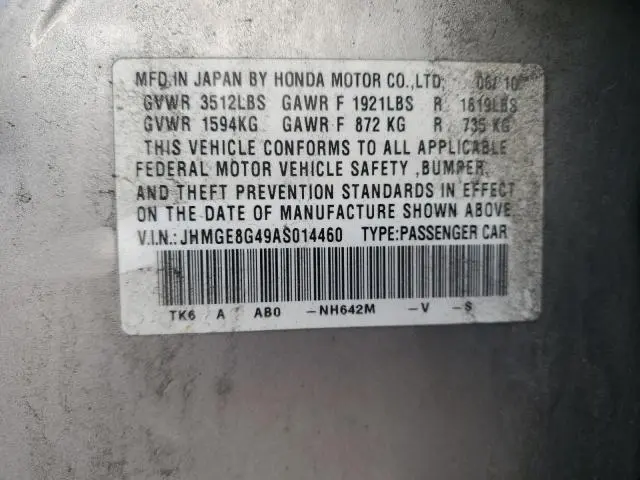 MFD.IN JAPAN BY HONDA MOTOR CO.,LTD. 06/10
GVWR 3512LBS GAWR F 1921LBS R 1619LBS
GVWR 1594KG GAWR F 872 KG R 735 KG
THIS VEHICLE CONFORMS TO ALL APPLICABLE
FEDERAL MOTOR VEHICLE SAFETY ,BUMPER,
AND THEFT PREVENTION STANDARDS IN EFFECT
ON THE DATE OF MANUFACTURE SHOWN ABOVE.
V.I.N.:JHMGE8G49AS014460 TYPE:PASSENGER CAR
TK6 A AB0 -NH642M -V -S